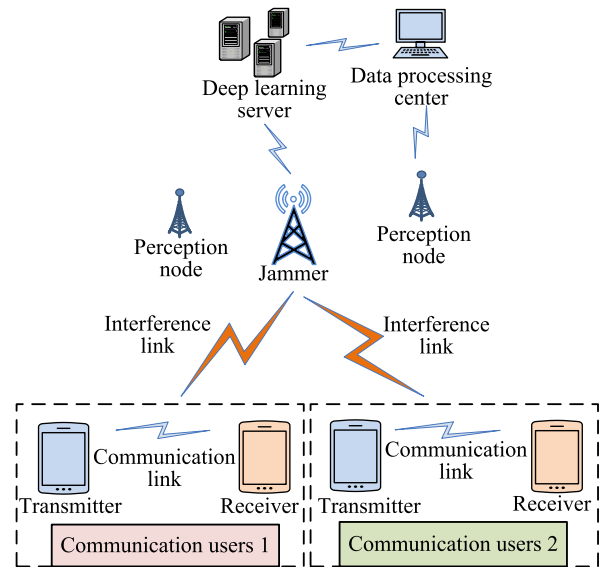 Deep learning
server
Data processing
center
Perception
node
Jammer
Perception
node
Interference
link
Interference
link
Communication
link
Transmitter
Receiver
Communication users 1
Communication
link
Transmitter
Receiver
Communication users 2